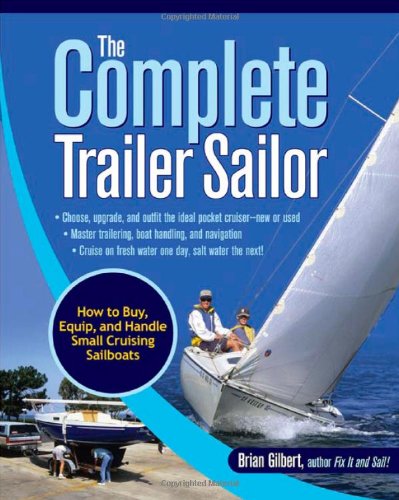 Copyrighted Material
The
Complete
Trailer Sailor
• Choose, upgrade, and outfit the ideal pocket cruiser—new or used
• Master trailering, boat handling, and navigation
• Cruise on fresh water one day, salt water the next!
How to Buy,
Equip, and Handle
Small Cruising
Sailboats
Brian Gilbert, author Fix It and Sail!
Copyrighted Material